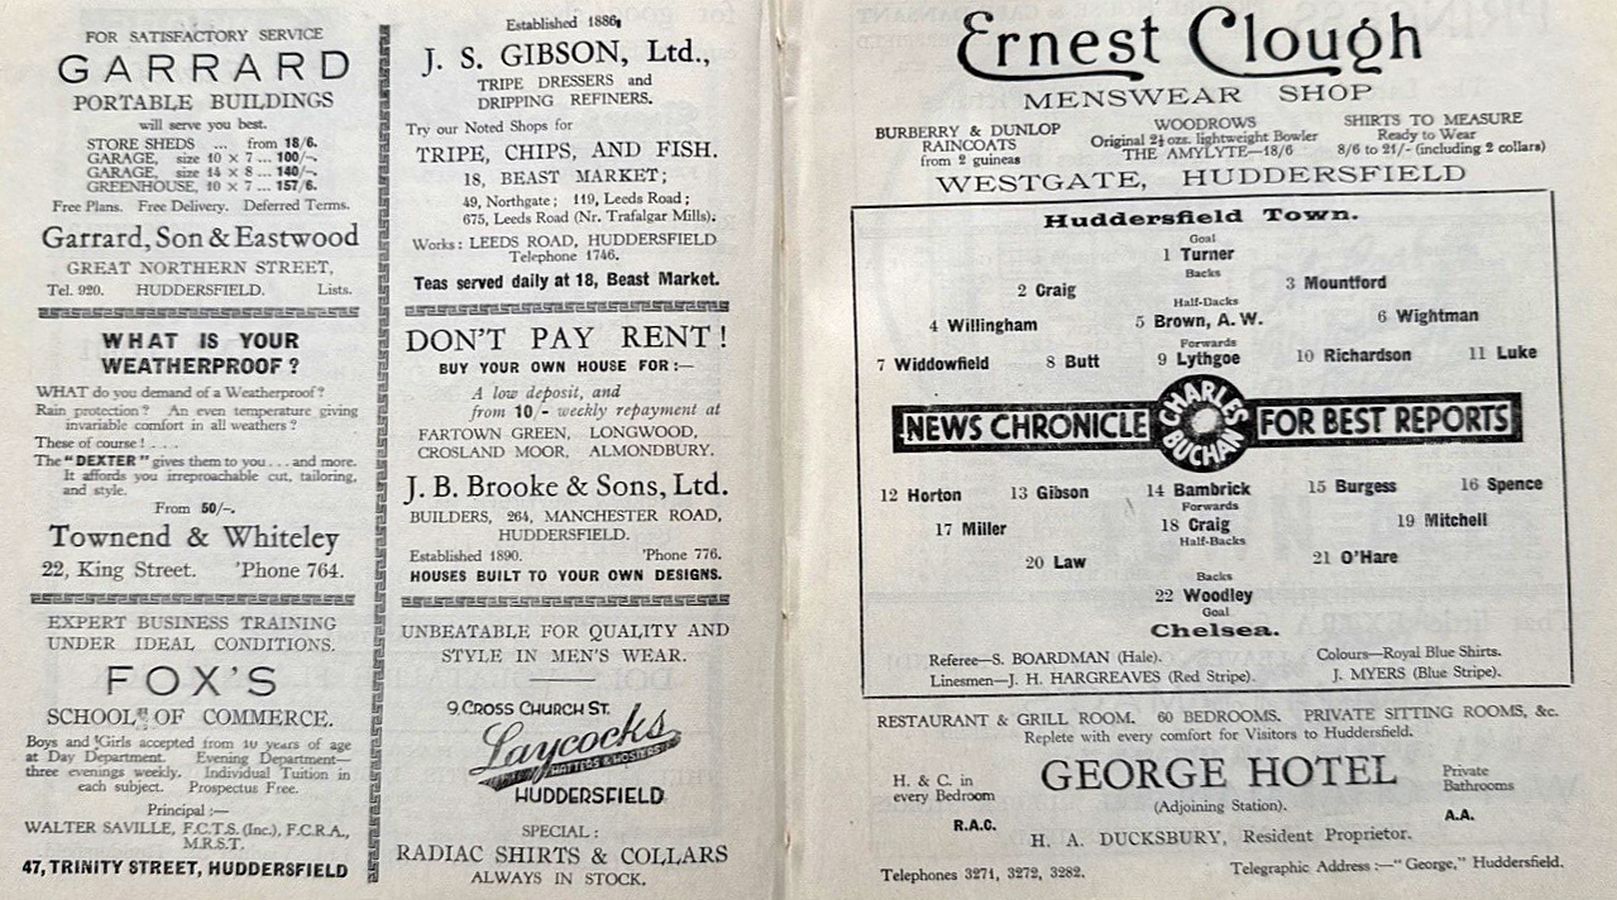 FOR SATISFACTORY SERVICE
GARRARD
PORTABLE BUILDINGS
will serve you best.
STORE SHEDS ... from 18/6.
GARAGE, size 10 × 7 ... 100/-.
GARAGE, size 14 × 8 ... 140/-.
GREENHOUSE, 10 × 7 ... 157/6.
Free Plans. Free Delivery. Deferred Terms.
Garrard, Son & Eastwood
GREAT NORTHERN STREET,
Tel. 920. HUDDERSFIELD. Lists.
WHAT IS YOUR
WEATHERPROOF ?
WHAT do you demand of a Weatherproof?
Rain protection? An even temperature giving
invariable comfort in all weathers?
These of course! . . .
The "DEXTER" gives them to you . . . and more.
It affords you irreproachable cut, tailoring,
and style.
From 50/-.
Townend & Whiteley
22, King Street. 'Phone 764.
EXPERT BUSINESS TRAINING
UNDER IDEAL CONDITIONS.
FOX'S
SCHOOL OF COMMERCE.
Boys and Girls accepted from 10 years of age
at Day Department. Evening Department—
three evenings weekly. Individual Tuition in
each subject. Prospectus Free.
Principal :—
WALTER SAVILLE, F.C.T.S. (Inc.), F.C.R.A.,
M.R.S.T.
47, TRINITY STREET, HUDDERSFIELD
Established 1886,
J. S. GIBSON, Ltd.,
TRIPE DRESSERS and
DRIPPING REFINERS.
Try our Noted Shops for
TRIPE, CHIPS, AND FISH.
18, BEAST MARKET;
49, Northgate; 119, Leeds Road;
675, Leeds Road (Nr. Trafalgar Mills);
Works: LEEDS ROAD, HUDDERSFIELD
Telephone 1746.
Teas served daily at 18, Beast Market.
DON'T PAY RENT!
BUY YOUR OWN HOUSE FOR :—
A low deposit, and
from 10/- weekly repayment at
FARTOWN GREEN, LONGWOOD,
CROSLAND MOOR, ALMONDBURY.
J. B. Brooke & Sons, Ltd.
BUILDERS, 264, MANCHESTER ROAD,
HUDDERSFIELD.
Established 1890. 'Phone 776.
HOUSES BUILT TO YOUR OWN DESIGNS.
UNBEATABLE FOR QUALITY AND
STYLE IN MEN'S WEAR.
9, CROSS CHURCH ST.
Laycocks
HATTERS & HOSIERS
HUDDERSFIELD
SPECIAL :
RADIAC SHIRTS & COLLARS
ALWAYS IN STOCK.
Ernest Clough
MENSWEAR SHOP
BURBERRY & DUNLOP
RAINCOATS
from 2 guineas
WOODROWS
Original 2½ ozs. lightweight Bowler
THE AMYLYTE—18/6
SHIRTS TO MEASURE
Ready to Wear
8/6 to 21/- (including 2 collars)
WESTGATE, HUDDERSFIELD
Huddersfield Town.
Goal
1 Turner
Backs
2 Craig 3 Mountford
Half-Dacks
4 Willingham 5 Brown, A. W. 6 Wightman
Forwards
7 Widdowfield 8 Butt 9 Lythgoe 10 Richardson 11 Luke
NEWS CHRONICLE CHARLES BUCHAN FOR BEST REPORTS
12 Horton 13 Gibson 14 Bambrick 15 Burgess 16 Spence
Forwards
17 Miller 18 Craig 19 Mitchell
Half-Backs
20 Law 21 O'Hare
Backs
22 Woodley
Goal
Chelsea.
Referee—S. BOARDMAN (Hale). Colours—Royal Blue Shirts.
Linesmen—J. H. HARGREAVES (Red Stripe). J. MYERS (Blue Stripe).
RESTAURANT & GRILL ROOM. 60 BEDROOMS. PRIVATE SITTING ROOMS, &c.
Replete with every comfort for Visitors to Huddersfield.
H. & C. in
every Bedroom
R.A.C.
GEORGE HOTEL
(Adjoining Station).
Private
Bathrooms
A.A.
H. A. DUCKSBURY, Resident Proprietor.
Telephones 3271, 3272, 3282. Telegraphic Address :—"George," Huddersfield.